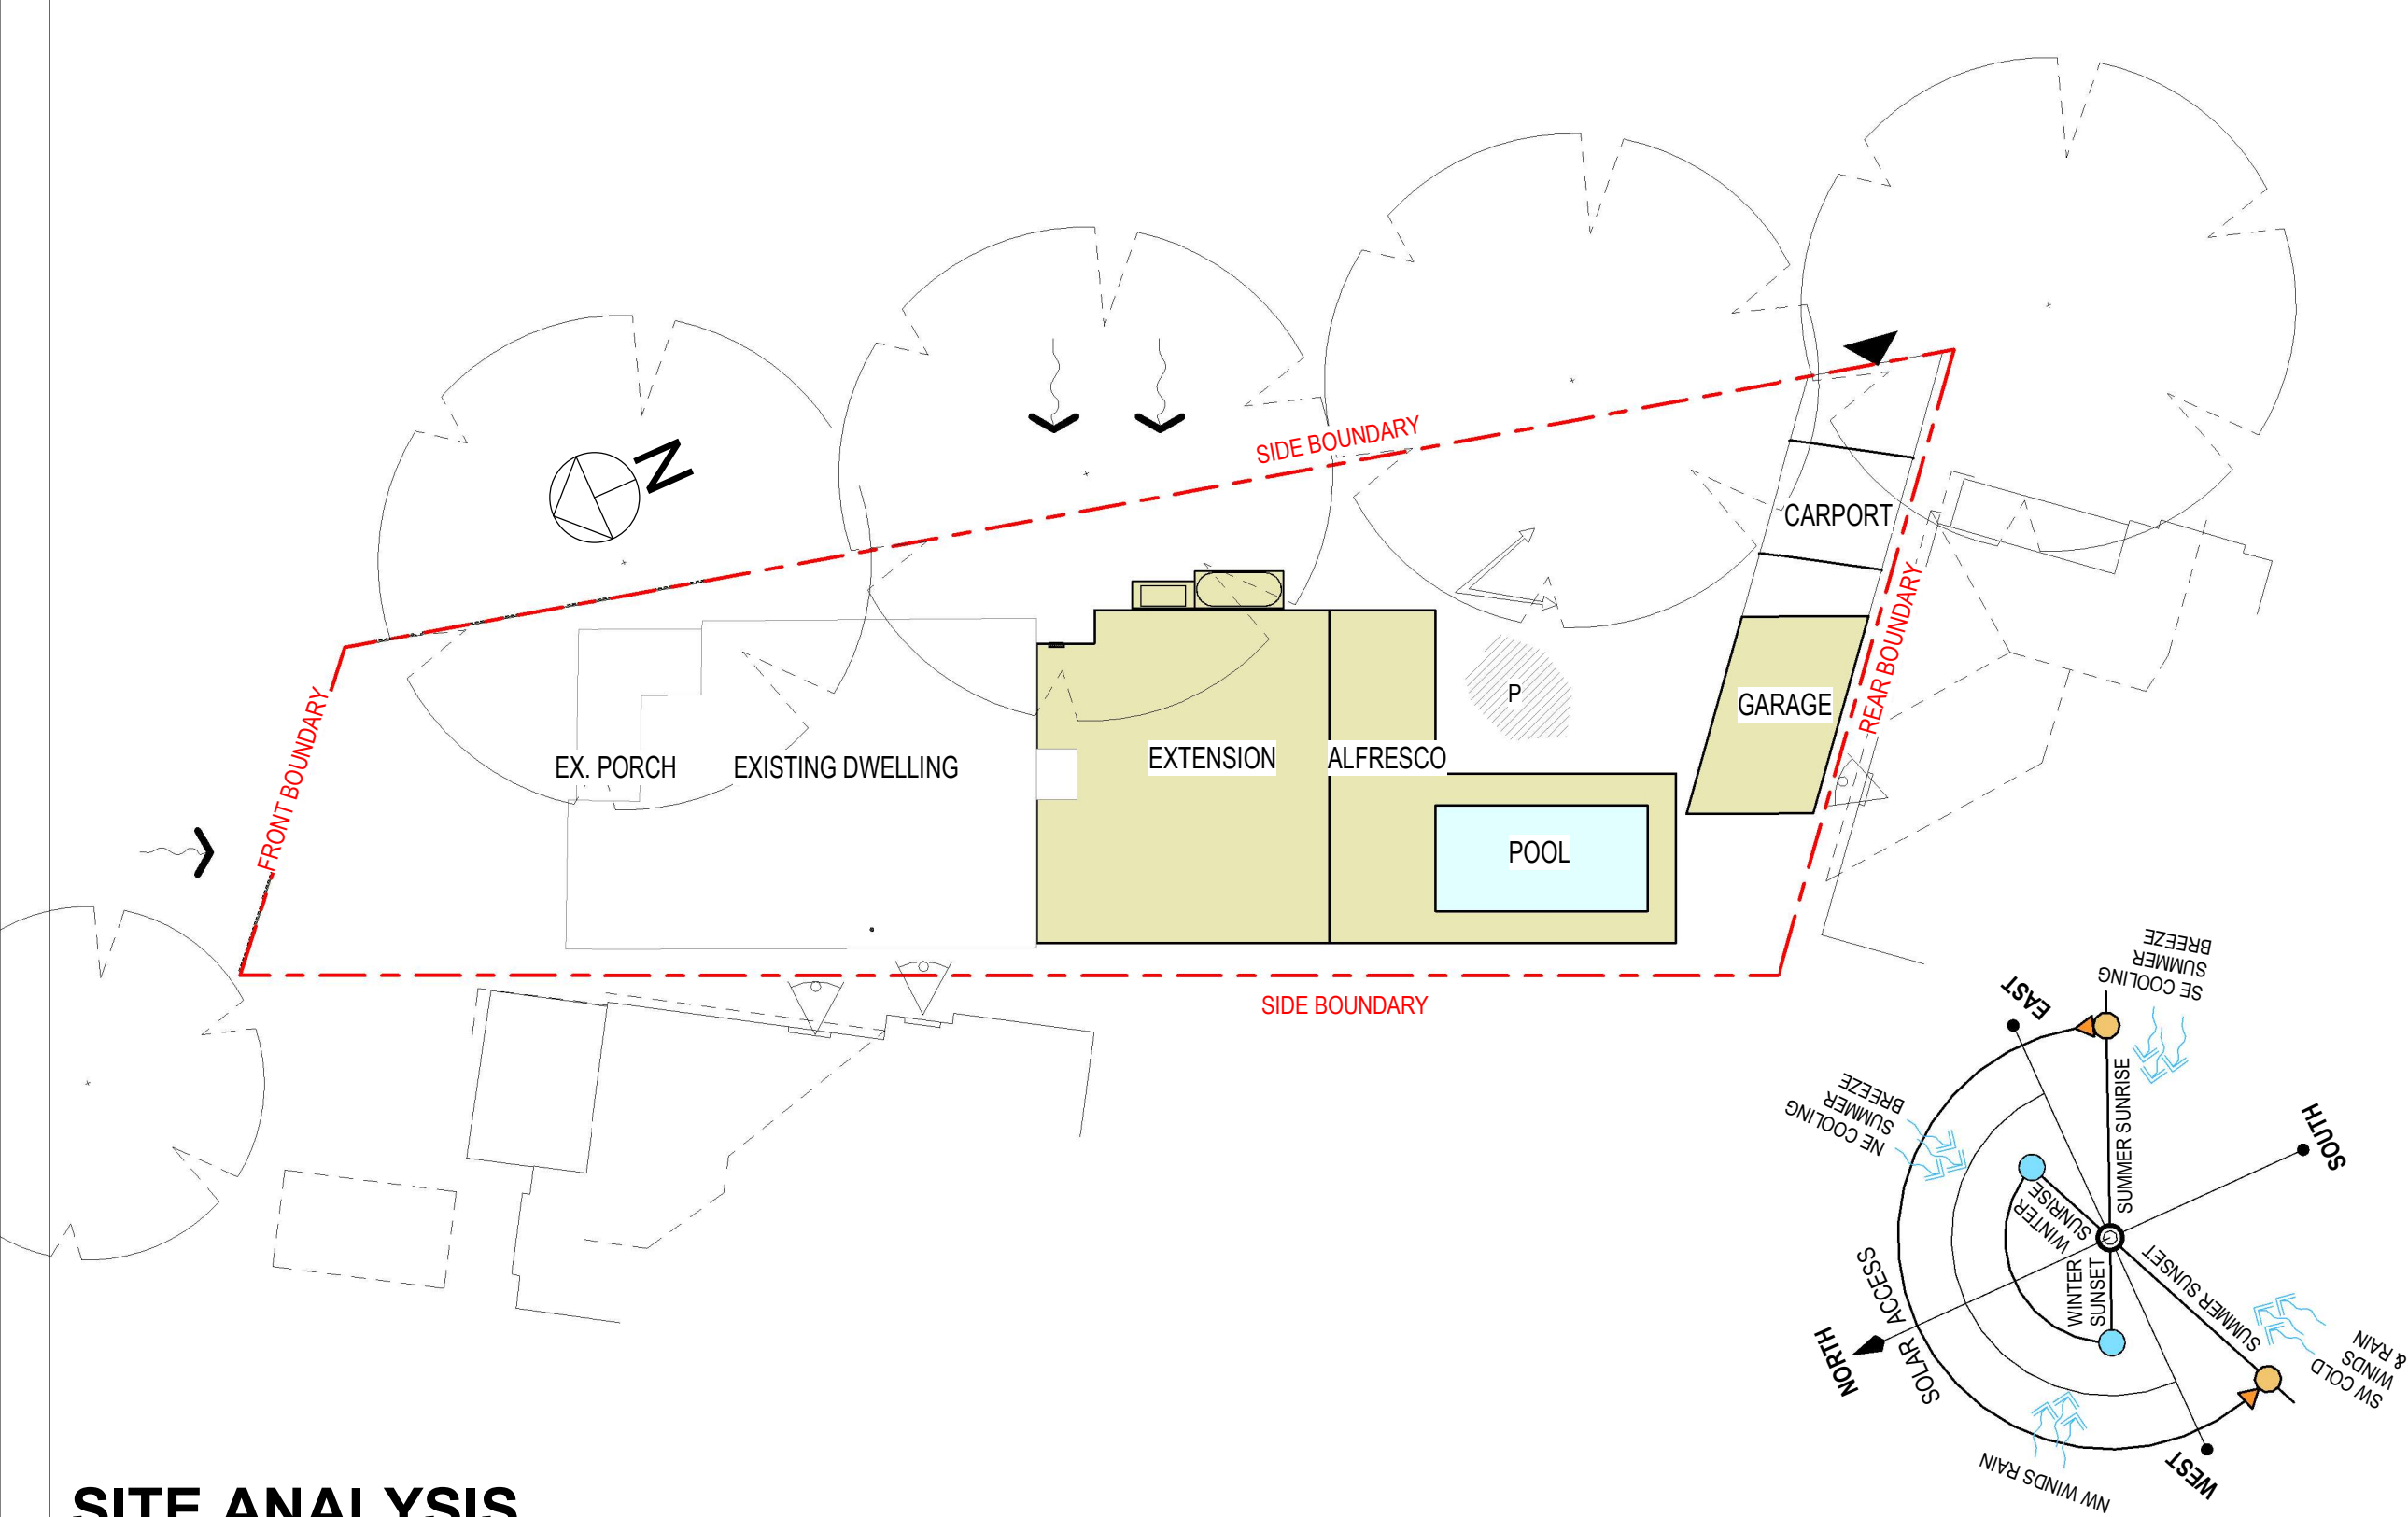 N
SIDE BOUNDARY
CARPORT
REAR BOUNDARY
FRONT BOUNDARY
P
GARAGE
EX. PORCH
EXISTING DWELLING
EXTENSION
ALFRESCO
POOL
SIDE BOUNDARY
SE COOLING
SUMMER
BREEZE
EAST
NE COOLING
SUMMER
BREEZE
SUMMER SUNRISE
SOUTH
WINTER
SUNRISE
WINTER
SUNSET
SUMMER SUNSET
SOLAR ACCESS
NORTH
SW COLD
WINDS
& RAIN
WEST
NW WINDS RAIN
SITE ANALYSIS